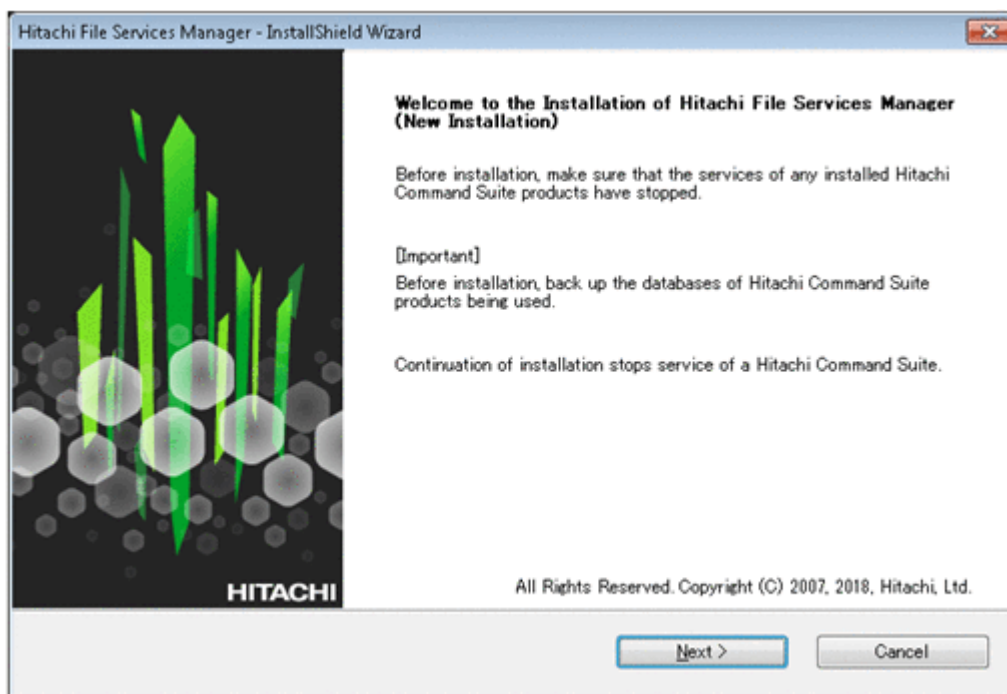 Hitachi File Services Manager - InstallShield Wizard
Welcome to the Installation of Hitachi File Services Manager
(New Installation)
Before installation, make sure that the services of any installed Hitachi
Command Suite products have stopped.
[Important]
Before installation, back up the databases of Hitachi Command Suite
products being used.
Continuation of installation stops service of a Hitachi Command Suite.
HITACHI
All Rights Reserved. Copyright (C) 2007, 2018, Hitachi, Ltd.
Next >
Cancel